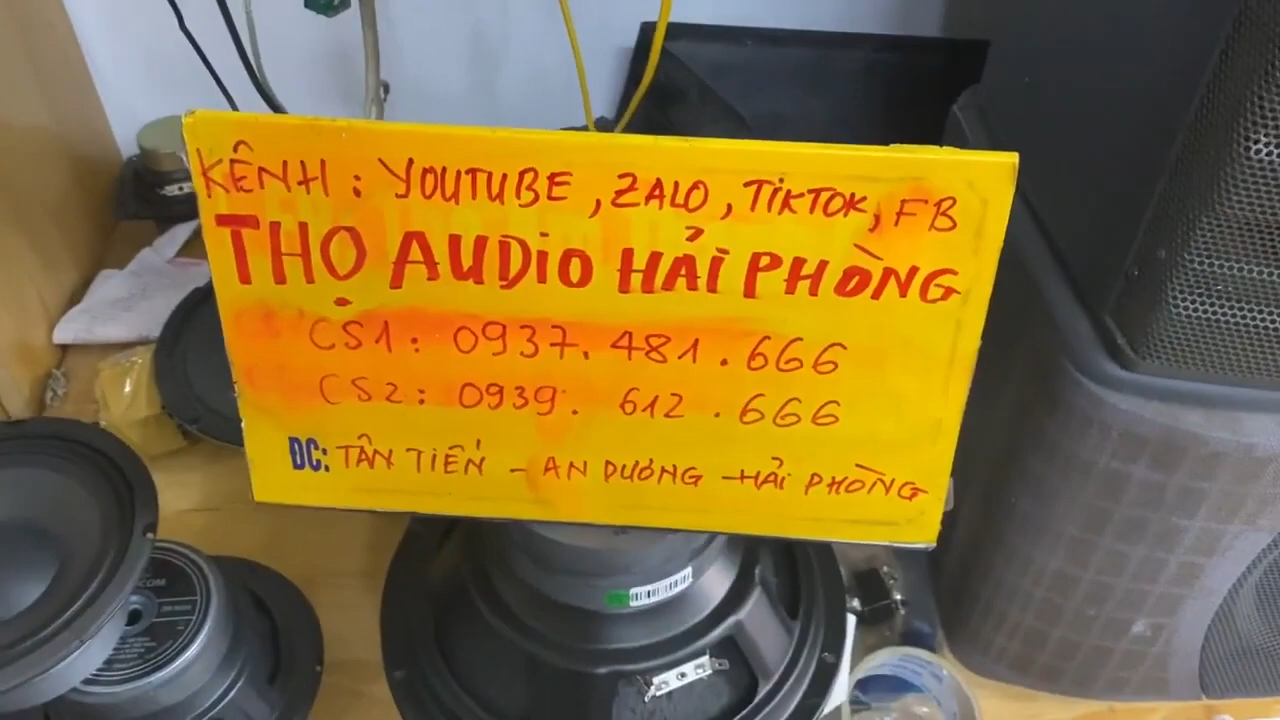 KÊNH : YOUTUBE , ZALO , TiKTOK, FB
THỌ AUDiO HẢi PHÒNG
CS1 : 0937. 481 . 666
CS2 : 0939. 612 . 666
ĐC: TÂN TIẾN - AN DƯƠNG - HẢi PHÒNG